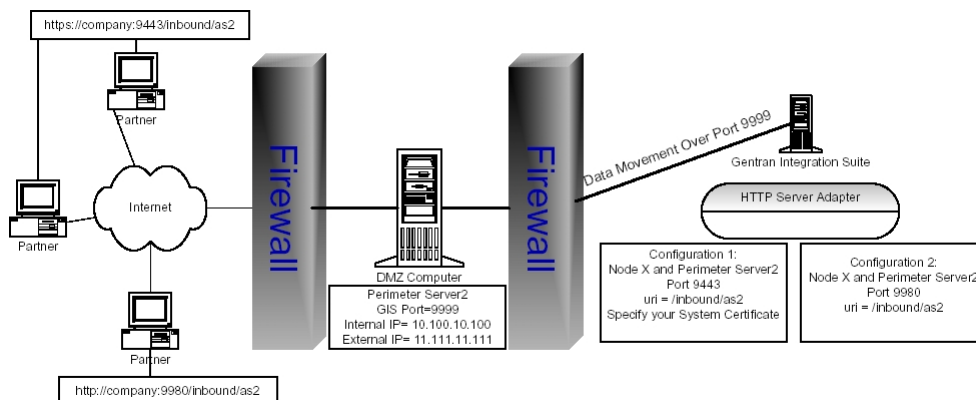 https://company:9443/inbound/as2
Partner
Partner
Internet
Partner
http://company:9980/inbound/as2
Firewall
DMZ Computer
Perimeter Server2
GIS Port=9999
Internal IP= 10.100.10.100
External IP= 11.111.11.111
Firewall
Data Movement Over Port 9999
Gentran Integration Suite
HTTP Server Adapter
Configuration 1:
Node X and Perimeter Server2
Port 9443
uri = /inbound/as2
Specify your System Certificate
Configuration 2:
Node X and Perimeter Server2
Port 9980
uri = /inbound/as2